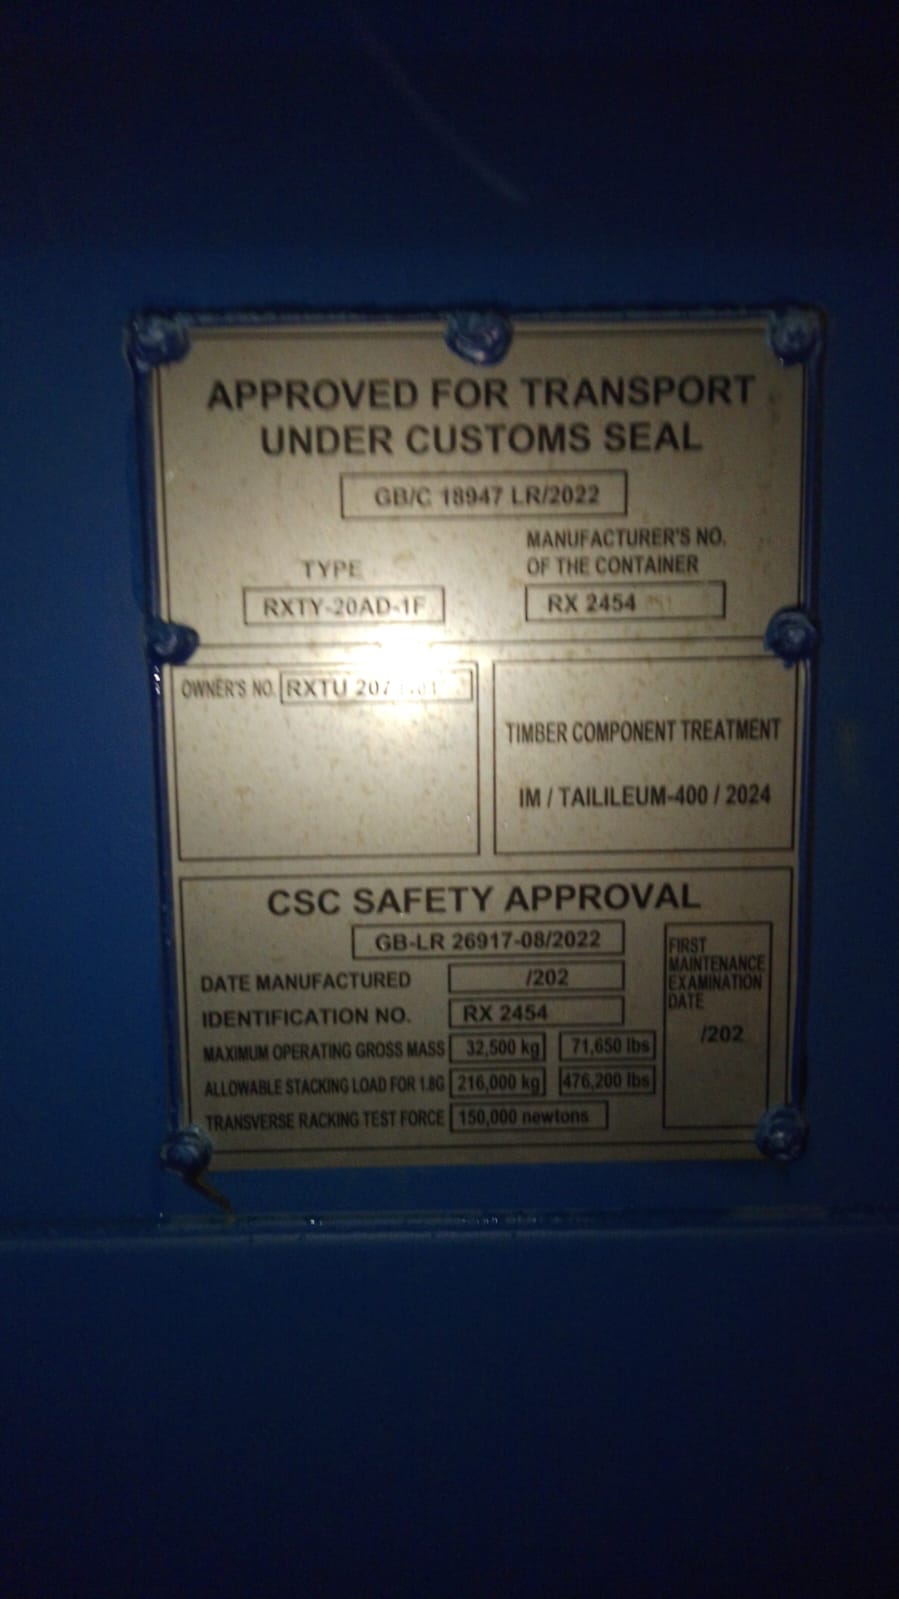 APPROVED FOR TRANSPORT
UNDER CUSTOMS SEAL
GB/C 18947 LR/2022
TYPE
RXTY-20AD-1F
MANUFACTURER'S NO.
OF THE CONTAINER
RX 2454
OWNER'S NO. RXTU
TIMBER COMPONENT TREATMENT
IM / TAILILEUM-400 / 2024
CSC SAFETY APPROVAL
GB-LR 26917-08/2022
DATE MANUFACTURED /202
IDENTIFICATION NO. RX 2454
MAXIMUM OPERATING GROSS MASS 32,500 kg 71,650 lbs
ALLOWABLE STACKING LOAD FOR 1.8G 216,000 kg 476,200 lbs
TRANSVERSE RACKING TEST FORCE 150,000 newtons
FIRST
MAINTENANCE
EXAMINATION
DATE
/202